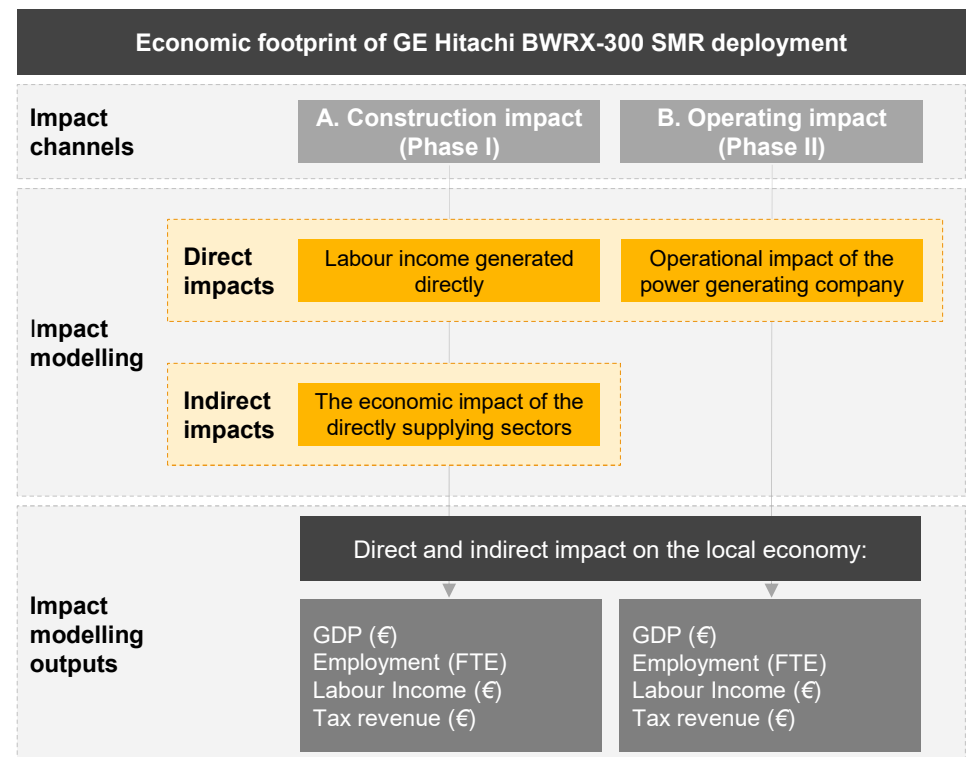 Economic footprint of GE Hitachi BWRX-300 SMR deployment
Impact
channels
A. Construction impact
(Phase I)
B. Operating impact
(Phase II)
Impact
modelling
Direct
impacts
Labour income generated
directly
Operational impact of the
power generating company
Indirect
impacts
The economic impact of the
directly supplying sectors
Impact
modelling
outputs
Direct and indirect impact on the local economy:
GDP (€)
Employment (FTE)
Labour Income (€)
Tax revenue (€)
GDP (€)
Employment (FTE)
Labour Income (€)
Tax revenue (€)